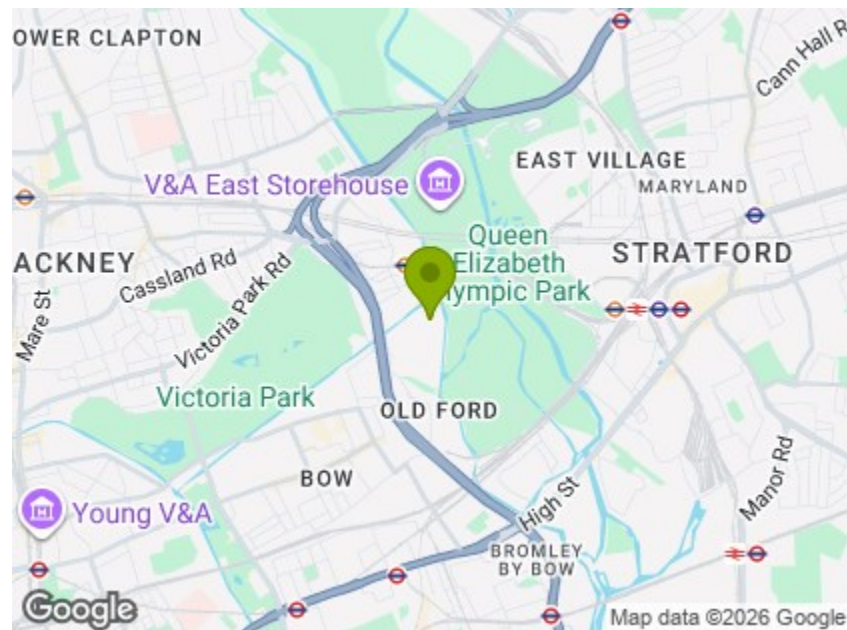 OWER CLAPTON
Cann Hall R
EAST VILLAGE
V&A East Storehouse
MARYLAND
Queen
Elizabeth
lympic Park
STRATFORD
ACKNEY
Cassland Rd
Victoria Park Rd
Mare St
Victoria Park
OLD FORD
BOW
Manor Rd
High St
Young V&A
BROMLEY
BY BOW
Google
Map data ©2026 Google